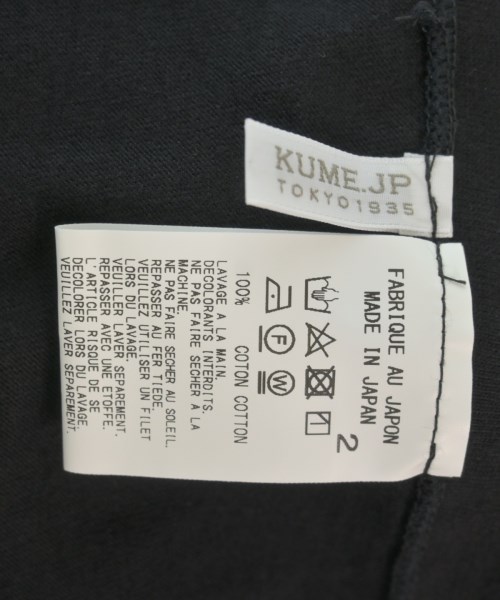 KUME.JP
TOKYO1935
FABRIQUE AU JAPON
MADE IN JAPAN
2
1
F W
100% COTON COTTON
LAVAGE A LA MAIN.
DECOLORANTS INTERDITS.
NE PAS FAIRE SECHER A LA
MACHINE.
NE PAS FAIRE SECHER AU SOLEIL.
REPASSER AU FER TIEDE.
VEUILLEZ UTILISER UN FILET
LORS DU LAVAGE.
VEUILLER LAVER SEPAREMENT.
REPASSER AVEC UNE ETOFFE.
L'ARTICLE RISQUE DE SE
DECOLORER LORS DU LAVAGE.
VEUILLEZ LAVER SEPAREMENT.